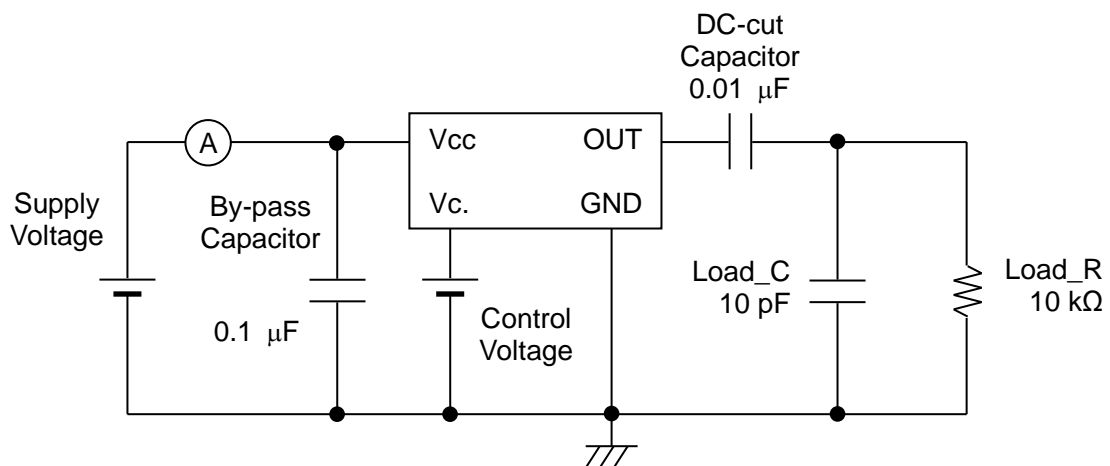 DC-cut
Capacitor
0.01 μF
A
Vcc
OUT
Vc.
GND
Supply
Voltage
By-pass
Capacitor
0.1 μF
Control
Voltage
Load_C
10 pF
Load_R
10 kΩ